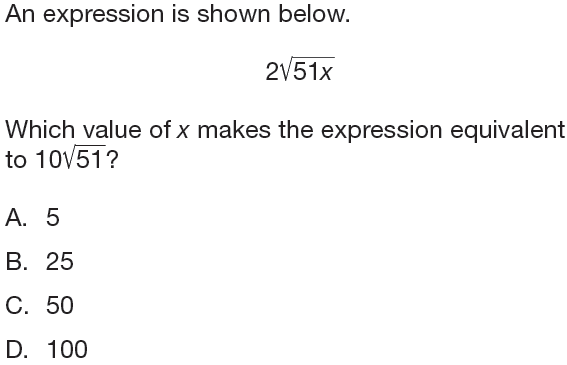 An expression is shown below.
2√51x
Which value of x makes the expression equivalent
to 10√51?
A. 5
B. 25
C. 50
D. 100